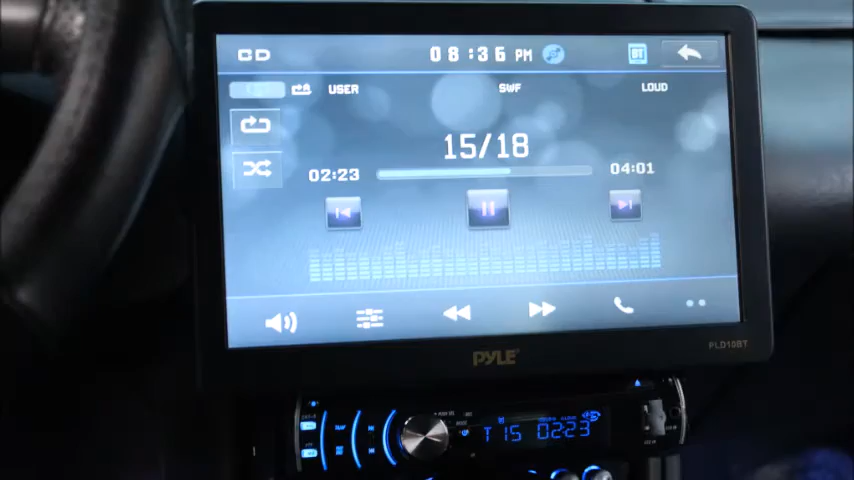 CD 08:36 PM BT
USER SWF LOUD
15/18
02:23 04:01
PYLE
PLD10BT
T15 02:23